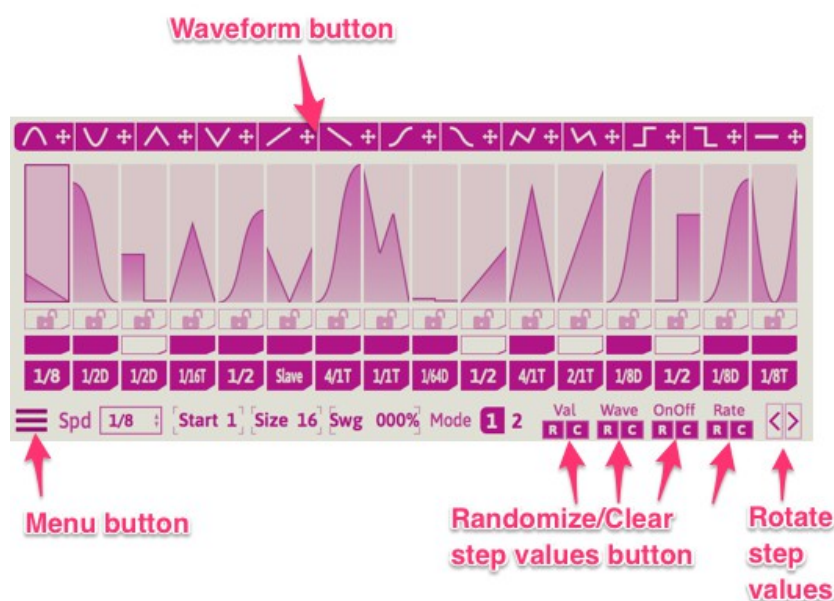 Waveform button
1/8 1/2D 1/2D 1/16T 1/2 Slave 4/1T 1/1T 1/64D 1/2 4/1T 2/1T 1/8D 1/2 1/8D 1/8T
Spd 1/8 Start 1 Size 16 Swg 000% Mode 1 2 Val R C Wave R C OnOff R C Rate R C < >
Menu button
Randomize/Clear
step values button
Rotate
step
values